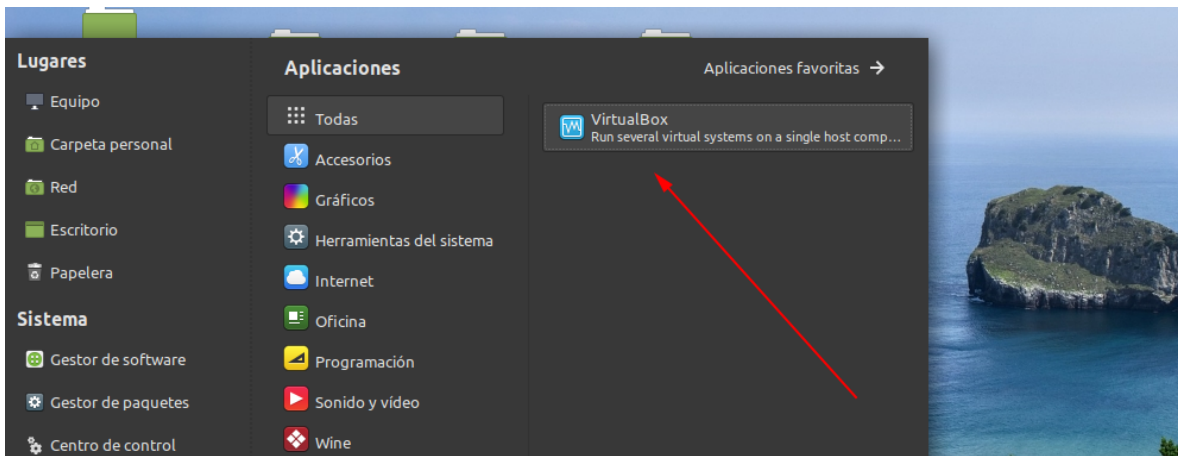 Lugares
Equipo
Carpeta personal
Red
Escritorio
Papelera
Sistema
Gestor de software
Gestor de paquetes
Centro de control
Aplicaciones
Todas
Accesorios
Gráficos
Herramientas del sistema
Internet
Oficina
Programación
Sonido y vídeo
Wine
Aplicaciones favoritas
VirtualBox
Run several virtual systems on a single host comp...